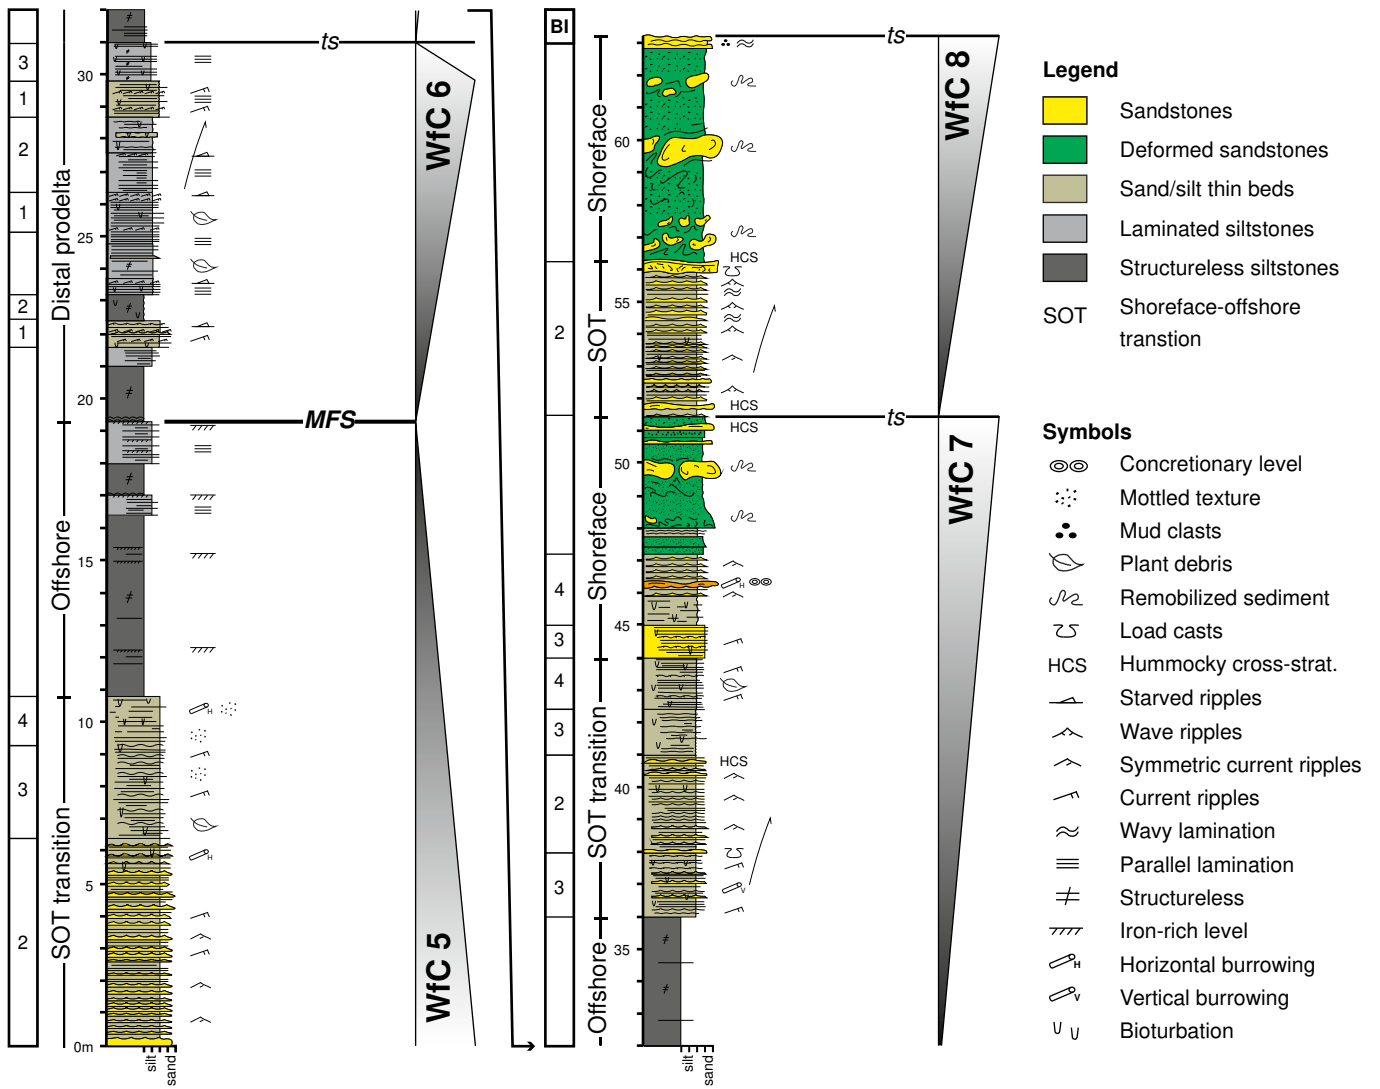 3
1
2
1
2
1
4
3
2
Distal prodelta
Offshore
SOT transition
30
25
20
15
10
5
0m
silt
sand
ts
WfC 6
MFS
WfC 5
BI
2
4
3
4
3
2
3
Shoreface
SOT
Shoreface
SOT transition
Offshore
60
55
50
45
40
35
silt
sand
HCS
HCS
HCS
H
HCS
V
H
H
ts
WfC 8
ts
WfC 7
Legend
Sandstones
Deformed sandstones
Sand/silt thin beds
Laminated siltstones
Structureless siltstones
SOT Shoreface-offshore
transtion
Symbols
Concretionary level
Mottled texture
Mud clasts
Plant debris
Remobilized sediment
Load casts
HCS Hummocky cross-strat.
Starved ripples
Wave ripples
Symmetric current ripples
Current ripples
Wavy lamination
Parallel lamination
Structureless
Iron-rich level
H Horizontal burrowing
V Vertical burrowing
Bioturbation